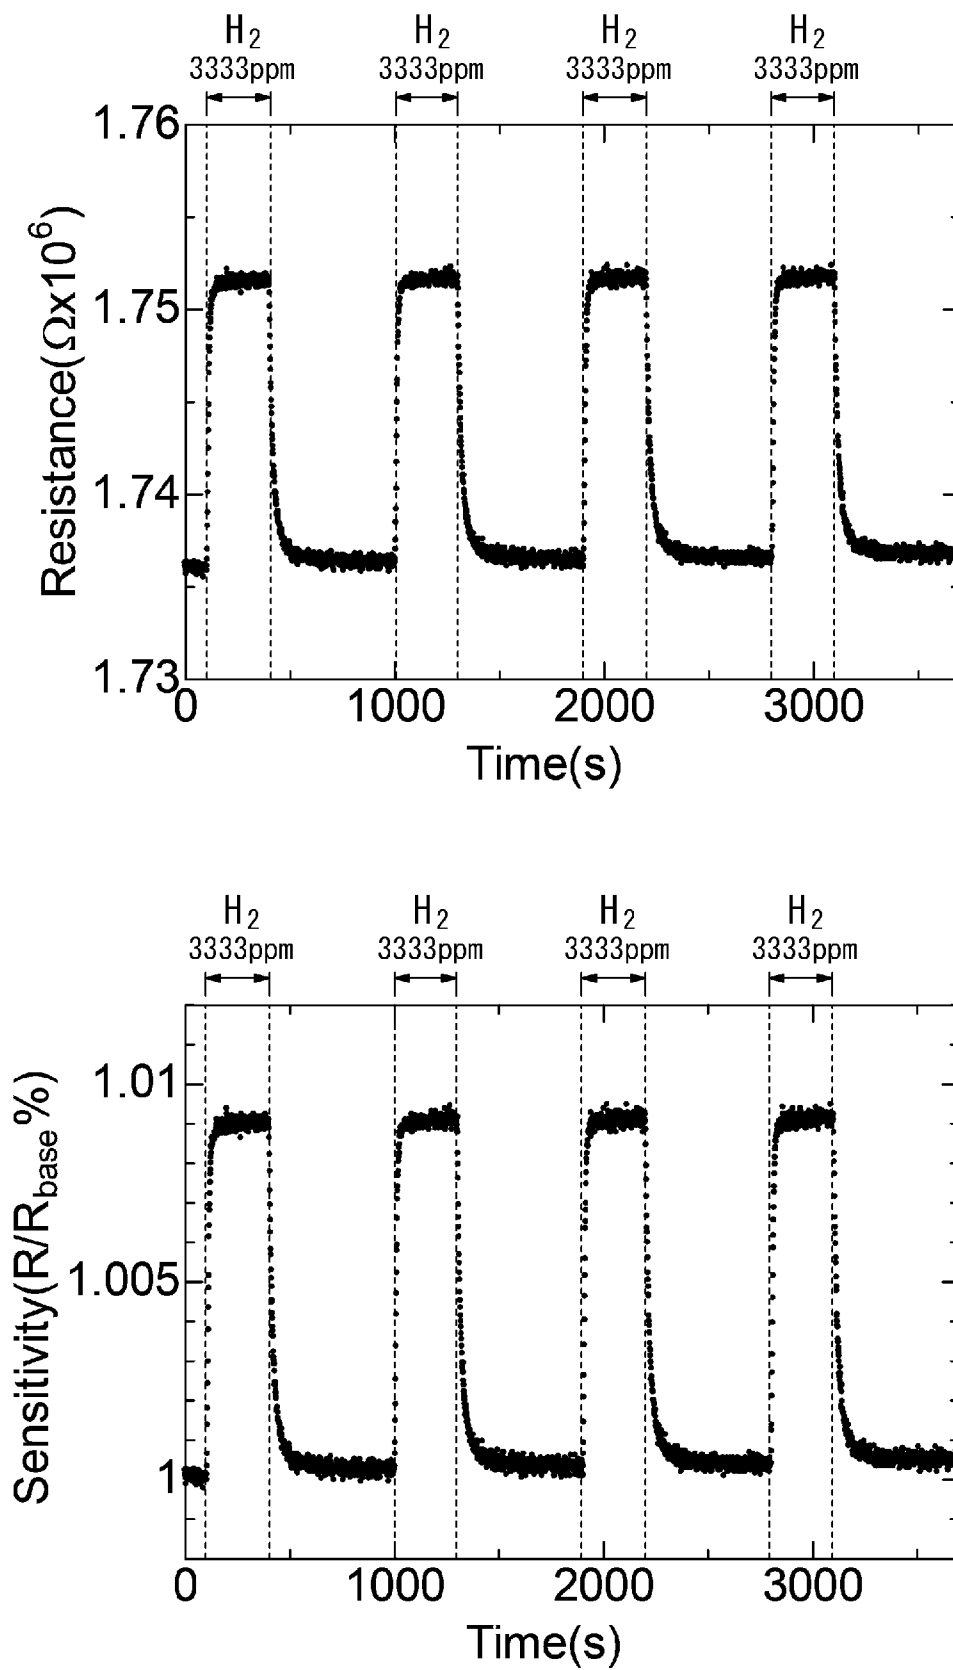 H2 H2 H2 H2
3333ppm 3333ppm 3333ppm 3333ppm
1.76
1.75
1.74
1.73
Resistance(Ωx10^6)
0 1000 2000 3000
Time(s)
H2 H2 H2 H2
3333ppm 3333ppm 3333ppm 3333ppm
1.01
1.005
1
Sensitivity(R/Rbase%)
0 1000 2000 3000
Time(s)